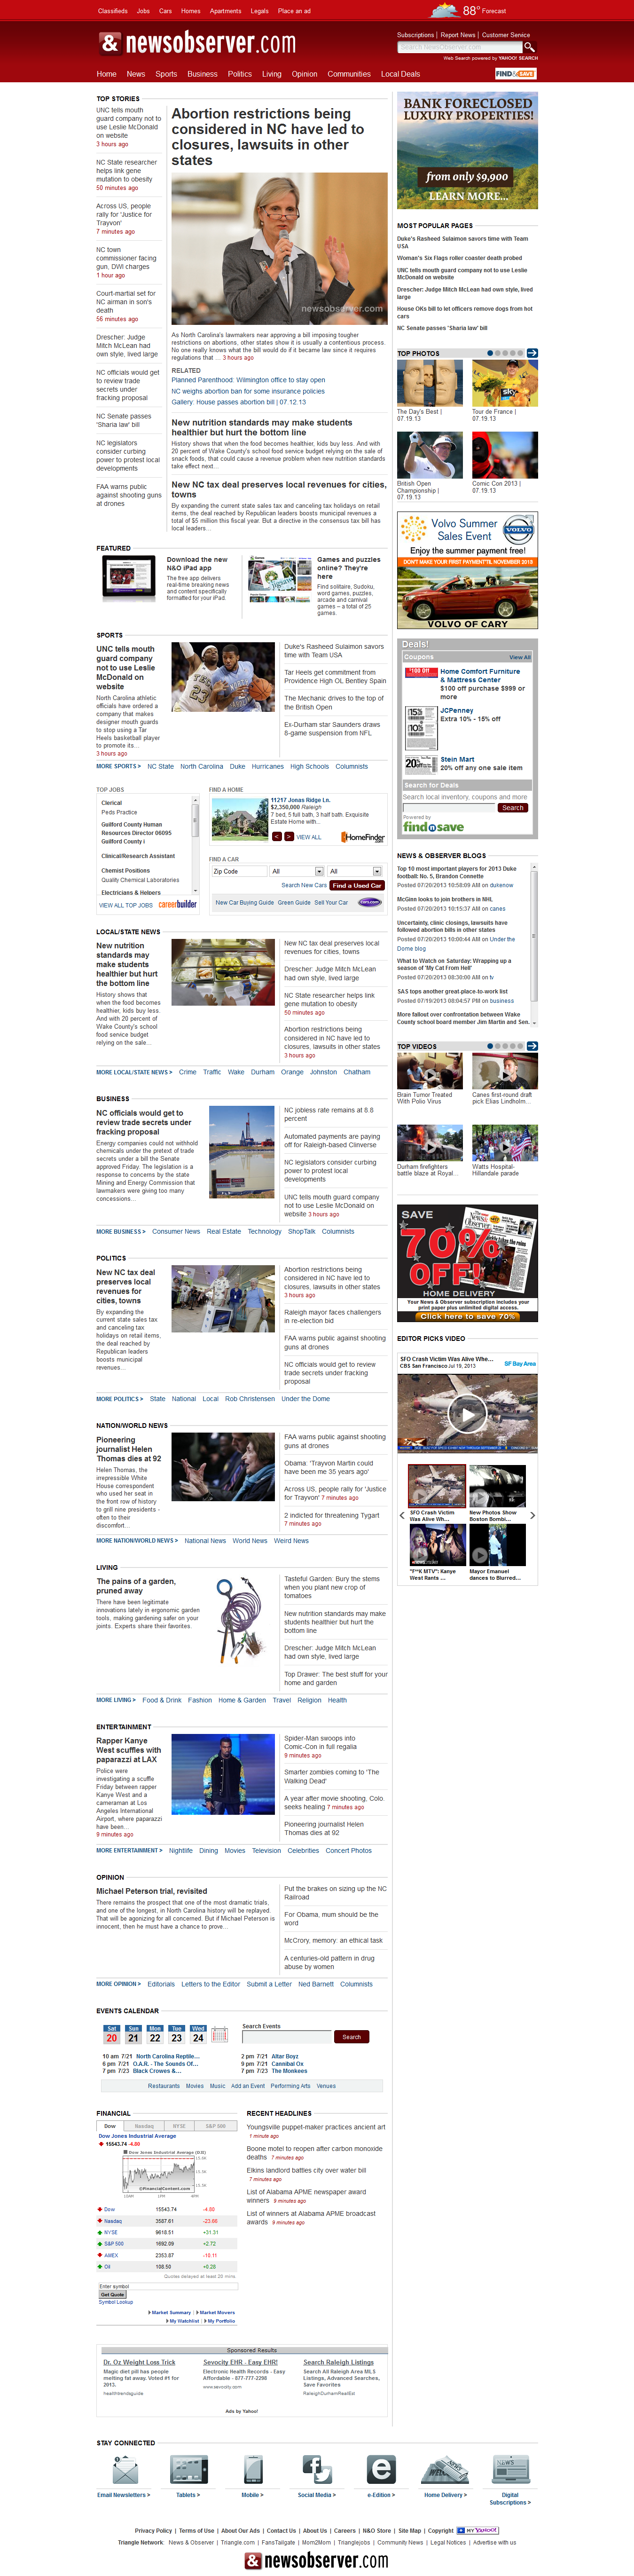 Classifieds Jobs Cars Homes Apartments Legals Place an ad
88° Forecast
newsobserver.com
Subscriptions | Report News | Customer Service
Web Search powered by YAHOO! SEARCH
Home News Sports Business Politics Living Opinion Communities Local Deals
FIND&SAVE
TOP STORIES
UNC tells mouth
guard company not
to use Leslie
McDonald on website
3 hours ago
NC State researcher
helps link gene
mutation to obesity
50 minutes ago
Across US, people
rally for 'Justice for
Trayvon'
7 minutes ago
NC town
commissioner facing
gun, DWI charges
1 hour ago
Court-martial set for
NC airman in son's
death
56 minutes ago
Drescher: Judge
Mitch McLean had
own style, lived large
NC officials would get
to review trade
secrets under
fracking proposal
NC Senate passes
'Sharia law' bill
NC legislators
consider curbing
power to protest local
developments
FAA warns public
against shooting guns
at drones
Abortion restrictions being
considered in NC have led to
closures, lawsuits in other
states
newsobserver.com
As North Carolina's lawmakers near approving a bill imposing tougher
restrictions on abortions, other states show it is usually a contentious process.
No one really knows what the bill would do if it became law since it requires
regulations that ... 3 hours ago
RELATED
Planned Parenthood: Wilmington office to stay open
NC weighs abortion ban for some insurance policies
Gallery: House passes abortion bill | 07.12.13
New nutrition standards may make students
healthier but hurt the bottom line
History shows that when the food becomes healthier, kids buy less. And with
20 percent of Wake County's school food service budget relying on the sale of
snack foods, that could cause a revenue problem when new nutrition standards
take effect next...
New NC tax deal preserves local revenues for cities,
towns
By expanding the current state sales tax and canceling tax holidays on retail
items, the deal reached by Republican leaders boosts municipal revenues a
total of $5 million this fiscal year. But a directive in the consensus tax bill has
local leaders...
FEATURED
Download the new
N&O iPad app
The free app delivers
real-time breaking news
and content specifically
formatted for your iPad.
Games and puzzles
online? They're
here
Find solitaire, Sudoku,
word games, puzzles,
arcade and carnival
games – a total of 25
games.
SPORTS
UNC tells mouth
guard company
not to use Leslie
McDonald on
website
North Carolina athletic
officials have ordered a
company that makes
designer mouth guards
to stop using a Tar
Heels basketball player
to promote its...
3 hours ago
Duke's Rasheed Sulaimon savors
time with Team USA
Tar Heels get commitment from
Providence High OL Bentley Spain
The Mechanic drives to the top of
the British Open
Ex-Durham star Saunders draws
8-game suspension from NFL
MORE SPORTS > NC State North Carolina Duke Hurricanes High Schools Columnists
TOP JOBS
Clerical
Peds Practice
Guilford County Human
Resources Director 06095
Guilford County i
Clinical/Research Assistant
Chemist Positions
Quality Chemical Laboratories
Electricians & Helpers
VIEW ALL TOP JOBS careerbuilder
FIND A HOME
11217 Jonas Ridge Ln.
$2,350,000 Raleigh
7 bed, 5 full bath, 3 half bath. Exquisite
Estate Home with...
< > VIEW ALL HomeFinder
FIND A CAR
Zip Code All All
Search New Cars Find a Used Car
New Car Buying Guide Green Guide Sell Your Car cars.com
LOCAL/STATE NEWS
New nutrition
standards may
make students
healthier but hurt
the bottom line
History shows that
when the food becomes
healthier, kids buy less.
And with 20 percent of
Wake County's school
food service budget
relying on the sale...
New NC tax deal preserves local
revenues for cities, towns
Drescher: Judge Mitch McLean
had own style, lived large
NC State researcher helps link
gene mutation to obesity
50 minutes ago
Abortion restrictions being
considered in NC have led to
closures, lawsuits in other states
3 hours ago
MORE LOCAL/STATE NEWS > Crime Traffic Wake Durham Orange Johnston Chatham
BUSINESS
NC officials would get to
review trade secrets under
fracking proposal
Energy companies could not withhold
chemicals under the pretext of trade
secrets under a bill the Senate
approved Friday. The legislation is a
response to concerns by the state
Mining and Energy Commission that
lawmakers were giving too many
concessions...
NC jobless rate remains at 8.8
percent
Automated payments are paying
off for Raleigh-based Clinverse
NC legislators consider curbing
power to protest local
developments
UNC tells mouth guard company
not to use Leslie McDonald on
website 3 hours ago
MORE BUSINESS > Consumer News Real Estate Technology ShopTalk Columnists
POLITICS
New NC tax deal
preserves local
revenues for
cities, towns
By expanding the
current state sales tax
and canceling tax
holidays on retail items,
the deal reached by
Republican leaders
boosts municipal
revenues...
Abortion restrictions being
considered in NC have led to
closures, lawsuits in other states
3 hours ago
Raleigh mayor faces challengers
in re-election bid
FAA warns public against shooting
guns at drones
NC officials would get to review
trade secrets under fracking
proposal
MORE POLITICS > State National Local Rob Christensen Under the Dome
NATION/WORLD NEWS
Pioneering
journalist Helen
Thomas dies at 92
Helen Thomas, the
irrepressible White
House correspondent
who used her seat in
the front row of history
to grill nine presidents -
often to their
discomfort...
FAA warns public against shooting
guns at drones
Obama: 'Trayvon Martin could
have been me 35 years ago'
Across US, people rally for 'Justice
for Trayvon' 7 minutes ago
2 indicted for threatening Tygart
7 minutes ago
MORE NATION/WORLD NEWS > National News World News Weird News
LIVING
The pains of a garden,
pruned away
There have been legitimate
innovations lately in ergonomic garden
tools, making gardening safer on your
joints. Experts share their favorites.
Tasteful Garden: Bury the stems
when you plant new crop of
tomatoes
New nutrition standards may make
students healthier but hurt the
bottom line
Drescher: Judge Mitch McLean
had own style, lived large
Top Drawer: The best stuff for your
home and garden
MORE LIVING > Food & Drink Fashion Home & Garden Travel Religion Health
ENTERTAINMENT
Rapper Kanye
West scuffles with
paparazzi at LAX
Police were
investigating a scuffle
Friday between rapper
Kanye West and a
cameraman at Los
Angeles International
Airport, where paparazzi
have been...
9 minutes ago
Spider-Man swoops into
Comic-Con in full regalia
9 minutes ago
Smarter zombies coming to 'The
Walking Dead'
A year after movie shooting, Colo.
seeks healing 7 minutes ago
Pioneering journalist Helen
Thomas dies at 92
MORE ENTERTAINMENT > Nightlife Dining Movies Television Celebrities Concert Photos
OPINION
Michael Peterson trial, revisited
There remains the prospect that one of the most dramatic trials,
and one of the longest, in North Carolina history will be replayed.
That will be agonizing for all concerned. But if Michael Peterson is
innocent, then he must have a chance to prove...
Put the brakes on sizing up the NC
Railroad
For Obama, mum should be the
word
McCrory, memory: an ethical task
A centuries-old pattern in drug
abuse by women
MORE OPINION > Editorials Letters to the Editor Submit a Letter Ned Barnett Columnists
EVENTS CALENDAR
Sat Sun Mon Tue Wed
20 21 22 23 24
Search Events
Search
10 am 7/21 North Carolina Reptile...
6 pm 7/21 O.A.R. - The Sounds Of...
7 pm 7/23 Black Crowes &...
2 pm 7/21 Altar Boyz
9 pm 7/21 Cannibal Ox
7 pm 7/21 The Monkees
Restaurants Movies Music Add an Event Performing Arts Venues
FINANCIAL
Dow Nasdaq NYSE S&P 500
Dow Jones Industrial Average
15543.74 -4.80
Dow Jones Industrial Average (DJI)
©FinancialContent.com
Dow 15543.74 -4.80
Nasdaq 3587.61 -23.66
NYSE 9618.51 +31.31
S&P 500 1692.09 +2.72
AMEX 2353.87 -10.11
Oil 108.50 +0.28
Quotes delayed at least 20 mins.
Enter symbol
Get Quote
Symbol Lookup
Market Summary | Market Movers
My Watchlist | My Portfolio
RECENT HEADLINES
Youngsville puppet-maker practices ancient art
1 minute ago
Boone motel to reopen after carbon monoxide
deaths 7 minutes ago
Elkins landlord battles city over water bill
7 minutes ago
List of Alabama APME newspaper award
winners 9 minutes ago
List of winners at Alabama APME broadcast
awards 9 minutes ago
Sponsored Results
Dr. Oz Weight Loss Trick
Magic diet pill has people
melting fat away. Voted #1 for
2013.
healthtrendsguide
Sevocity EHR - Easy EHR!
Electronic Health Records - Easy
Affordable - 877-777-2298
www.sevocity.com
Search Raleigh Listings
Search All Raleigh Area MLS
Listings, Advanced Searches,
Save Favorites
RaleighDurhamRealEst
Ads by Yahoo!
BANK FORECLOSED
LUXURY PROPERTIES!
from only $9,900
LEARN MORE...
MOST POPULAR PAGES
Duke's Rasheed Sulaimon savors time with Team
USA
Woman's Six Flags roller coaster death probed
UNC tells mouth guard company not to use Leslie
McDonald on website
Drescher: Judge Mitch McLean had own style, lived
large
House OKs bill to let officers remove dogs from hot
cars
NC Senate passes 'Sharia law' bill
TOP PHOTOS
The Day's Best |
07.19.13
Tour de France |
07.19.13
British Open
Championship |
07.19.13
Comic Con 2013 |
07.19.13
Volvo Summer
Sales Event
Enjoy the summer payment free!
DON'T MAKE YOUR FIRST PAYMENT 'TIL NOVEMBER 2013
VOLVO OF CARY
Deals!
Coupons View All
$100 Off!
Home Comfort Furniture
& Mattress Center
$100 off purchase $999 or
more
JCPenney
Extra 10% - 15% off
Stein Mart
20% off any one sale item
Search for Deals
Search local inventory, coupons and more
Search
Powered by
findnsave
NEWS & OBSERVER BLOGS
Top 10 most important players for 2013 Duke
football: No. 5, Brandon Connette
Posted 07/20/2013 10:58:09 AM on dukenow
McGinn looks to join brothers in NHL
Posted 07/20/2013 10:15:37 AM on canes
Uncertainty, clinic closings, lawsuits have
followed abortion bills in other states
Posted 07/20/2013 10:00:44 AM on Under the
Dome blog
What to Watch on Saturday: Wrapping up a
season of 'My Cat From Hell'
Posted 07/20/2013 08:30:00 AM on tv
SAS tops another great-place-to-work list
Posted 07/19/2013 08:04:57 PM on business
More fallout over confrontation between Wake
County school board member Jim Martin and Sen.
TOP VIDEOS
Brain Tumor Treated
With Polio Virus
Canes first-round draft
pick Elias Lindholm...
Durham firefighters
battle blaze at Royal...
Watts Hospital-
Hillandale parade
SAVE
70%
OFF!
HOME DELIVERY
Your News & Observer subscription includes your
print paper plus unlimited digital access.
Click here to save 70%
EDITOR PICKS VIDEO
SFO Crash Victim Was Alive Whe...
CBS San Francisco Jul 19, 2013
SF Bay Area
SFO Crash Victim
Was Alive Wh...
New Photos Show
Boston Bombi...
"F**K MTV": Kanye
West Rants ...
Mayor Emanuel
dances to Blurred...
STAY CONNECTED
Email Newsletters > Tablets > Mobile > Social Media > e-Edition > Home Delivery > Digital
Subscriptions >
Privacy Policy | Terms of Use | About Our Ads | Contact Us | About Us | Careers | N&O Store | Site Map | Copyright MY YAHOO!
Triangle Network: News & Observer | Triangle.com | FansTailgate | Mom2Mom | Trianglejobs | Community News | Legal Notices | Advertise with us
newsobserver.com